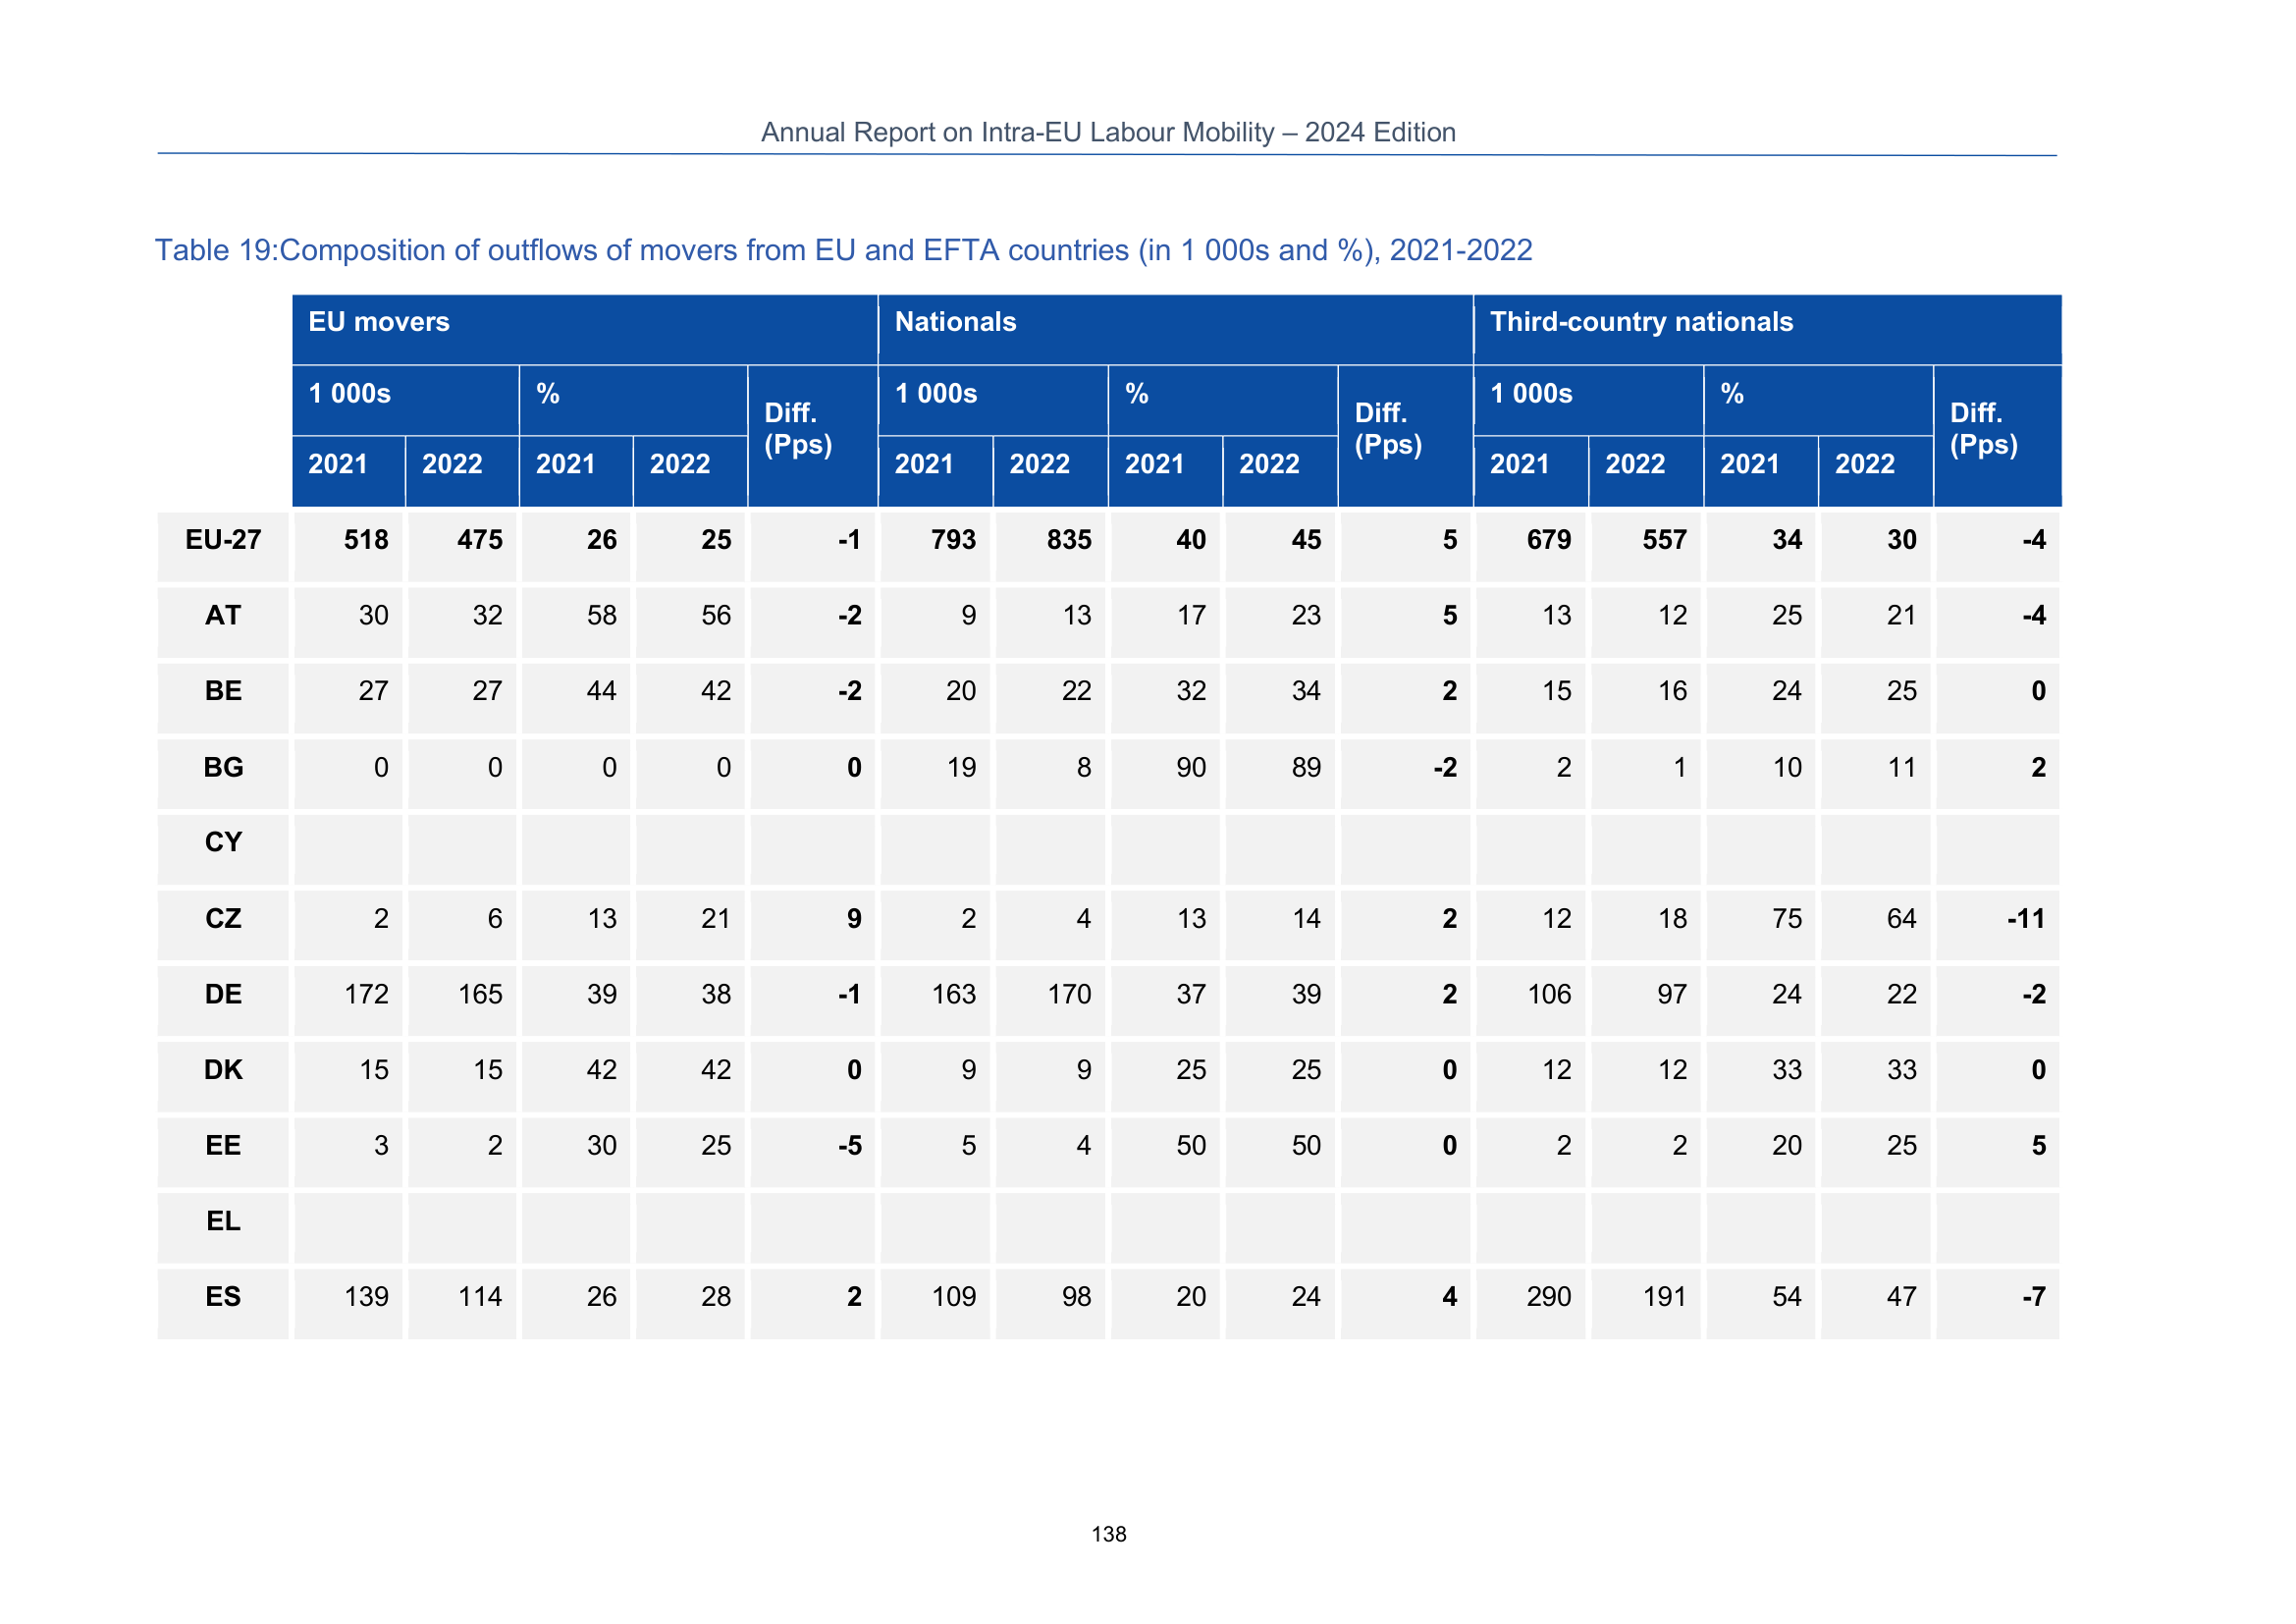 Annual Report on Intra-EU Labour Mobility – 2024 Edition
Table 19:Composition of outflows of movers from EU and EFTA countries (in 1 000s and %), 2021-2022
EU movers Nationals Third-country nationals
1 000s % Diff. (Pps) 1 000s % Diff. (Pps) 1 000s % Diff. (Pps)
2021 2022 2021 2022 2021 2022 2021 2022 2021 2022 2021 2022
EU-27 518 475 26 25 -1 793 835 40 45 5 679 557 34 30 -4
AT 30 32 58 56 -2 9 13 17 23 5 13 12 25 21 -4
BE 27 27 44 42 -2 20 22 32 34 2 15 16 24 25 0
BG 0 0 0 0 0 19 8 90 89 -2 2 1 10 11 2
CY
CZ 2 6 13 21 9 2 4 13 14 2 12 18 75 64 -11
DE 172 165 39 38 -1 163 170 37 39 2 106 97 24 22 -2
DK 15 15 42 42 0 9 9 25 25 0 12 12 33 33 0
EE 3 2 30 25 -5 5 4 50 50 0 2 2 20 25 5
EL
ES 139 114 26 28 2 109 98 20 24 4 290 191 54 47 -7
138